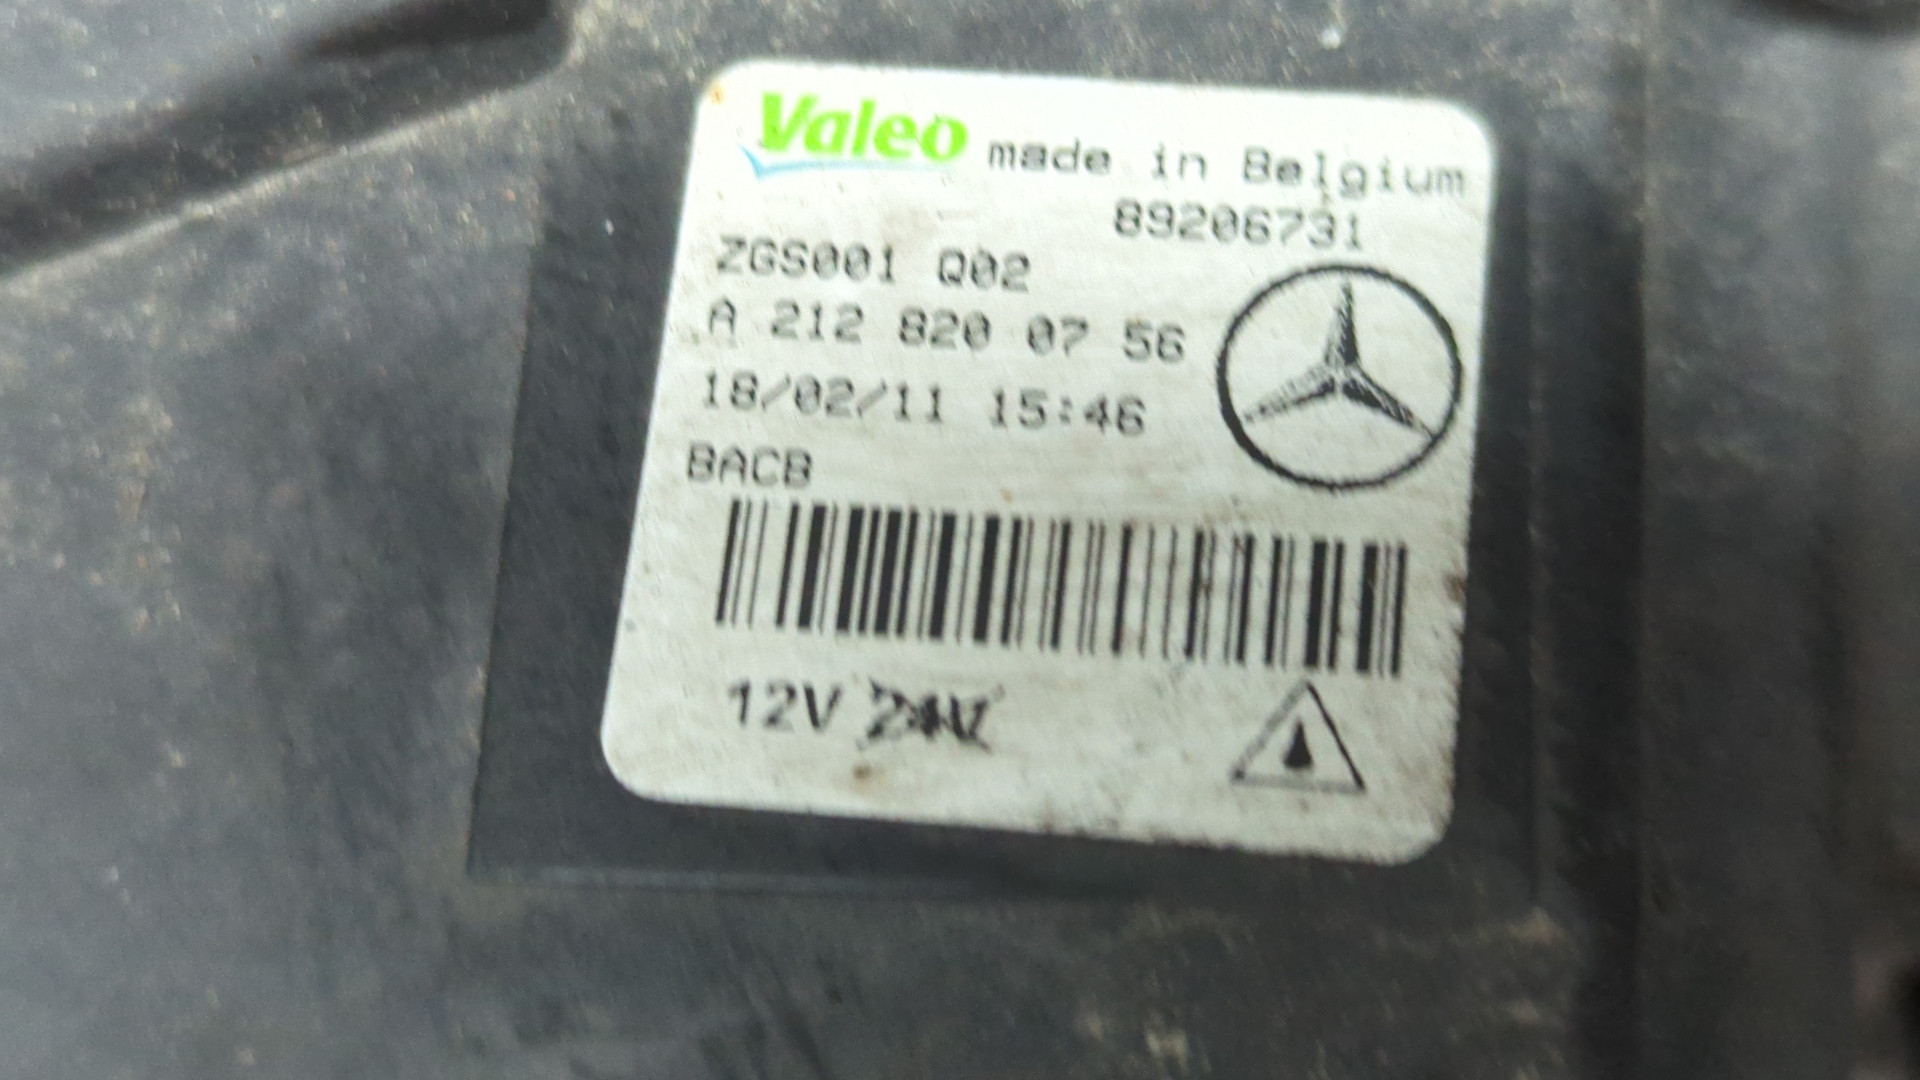 Valeo made in Belgium
89206731
ZGS001 Q02
A 212 820 07 56
18/02/11 15:46
BACB
12V 24V